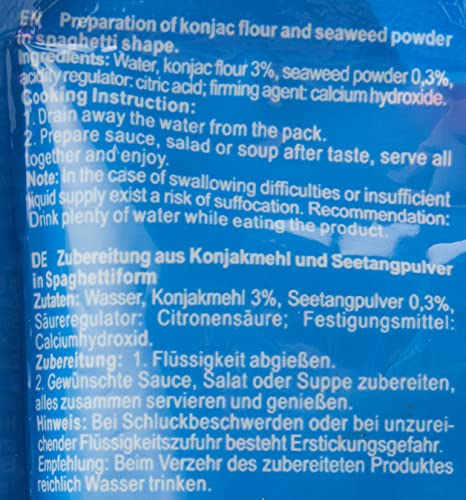 EN Preparation of konjac flour and seaweed powder
in spaghetti shape.
Ingredients: Water, konjac flour 3%, seaweed powder 0,3%,
acidity regulator: citric acid; firming agent: calcium hydroxide.
Cooking Instruction:
1. Drain away the water from the pack.
2. Prepare sauce, salad or soup after taste, serve all
together and enjoy.
Note: In the case of swallowing difficulties or insufficient
liquid supply exist a risk of suffocation. Recommendation:
Drink plenty of water while eating the product.
DE Zubereitung aus Konjakmehl und Seetangpulver
in Spaghettiform
Zutaten: Wasser, Konjakmehl 3%, Seetangpulver 0,3%,
Säureregulator: Citronensäure; Festigungsmittel:
Calciumhydroxid.
Zubereitung: 1. Flüssigkeit abgießen.
2. Gewünschte Sauce, Salat oder Suppe zubereiten,
alles zusammen servieren und genießen.
Hinweis: Bei Schluckbeschwerden oder bei unzurei-
chender Flüssigkeitszufuhr besteht Erstickungsgefahr.
Empfehlung: Beim Verzehr des zubereiteten Produktes
reichlich Wasser trinken.